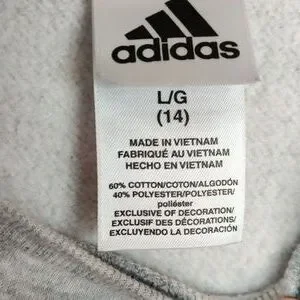 adidas
L/G
(14)
MADE IN VIETNAM
FABRIQUÉ AU VIETNAM
HECHO EN VIETNAM
60% COTTON/COTON/ALGODÓN
40% POLYESTER/POLYESTER/
poliéster
EXCLUSIVE OF DECORATION/
EXCLUSIF DES DÉCORATIONS/
EXCLUYENDO LA DECORACIÓN